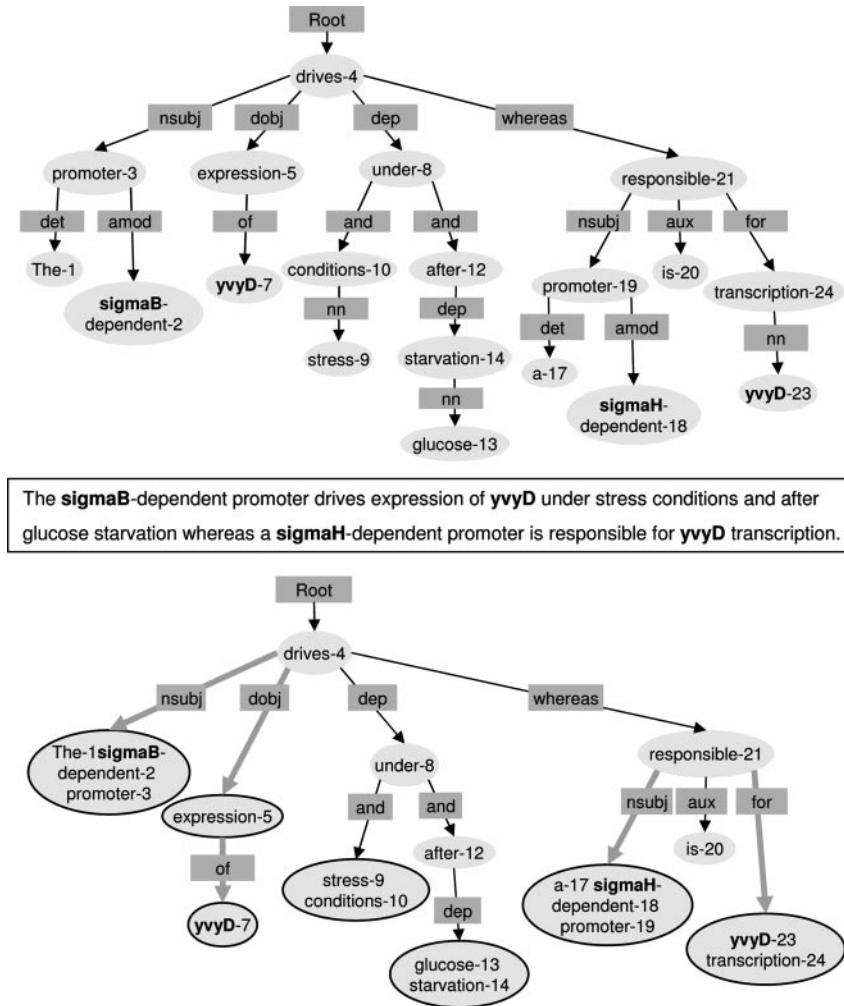 Root
drives-4
nsubj dobj dep whereas
promoter-3 expression-5 under-8 responsible-21
det amod of and and nsubj aux for
The-1 yvyD-7 conditions-10 after-12 promoter-19 is-20 transcription-24
sigmaB-
dependent-2
nn dep det amod nn
stress-9 starvation-14 a-17 yvyD-23
sigmaH-
dependent-18
nn
glucose-13
The sigmaB-dependent promoter drives expression of yvyD under stress conditions and after
glucose starvation whereas a sigmaH-dependent promoter is responsible for yvyD transcription.
Root
drives-4
nsubj dobj dep whereas
The-1sigmaB-
dependent-2
promoter-3
under-8 responsible-21
expression-5
and and nsubj aux for
of
after-12 is-20
yvyD-7
stress-9
conditions-10
a-17 sigmaH-
dependent-18
promoter-19
dep
yvyD-23
transcription-24
glucose-13
starvation-14